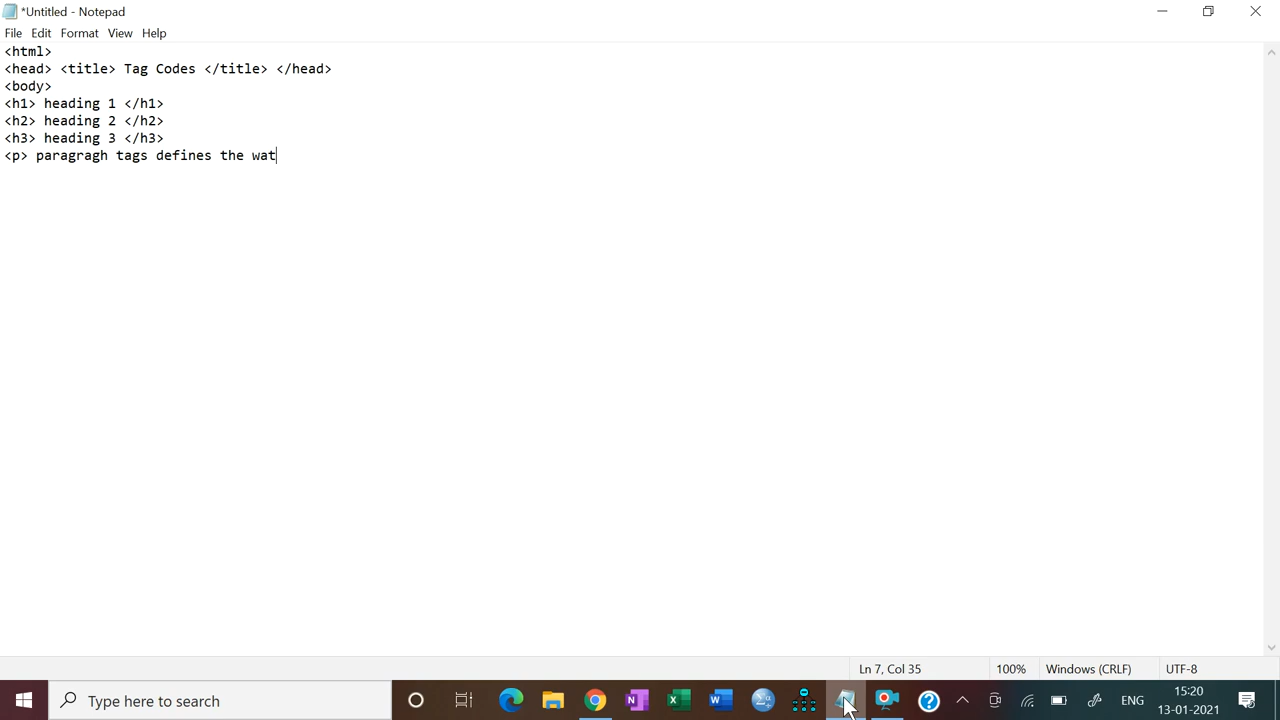 *Untitled - Notepad
File Edit Format View Help
<html>
<head> <title> Tag Codes </title> </head>
<body>
<h1> heading 1 </h1>
<h2> heading 2 </h2>
<h3> heading 3 </h3>
<p> paragragh tags defines the wat
Ln 7, Col 35 100% Windows (CRLF) UTF-8
Type here to search ENG 15:20
13-01-2021